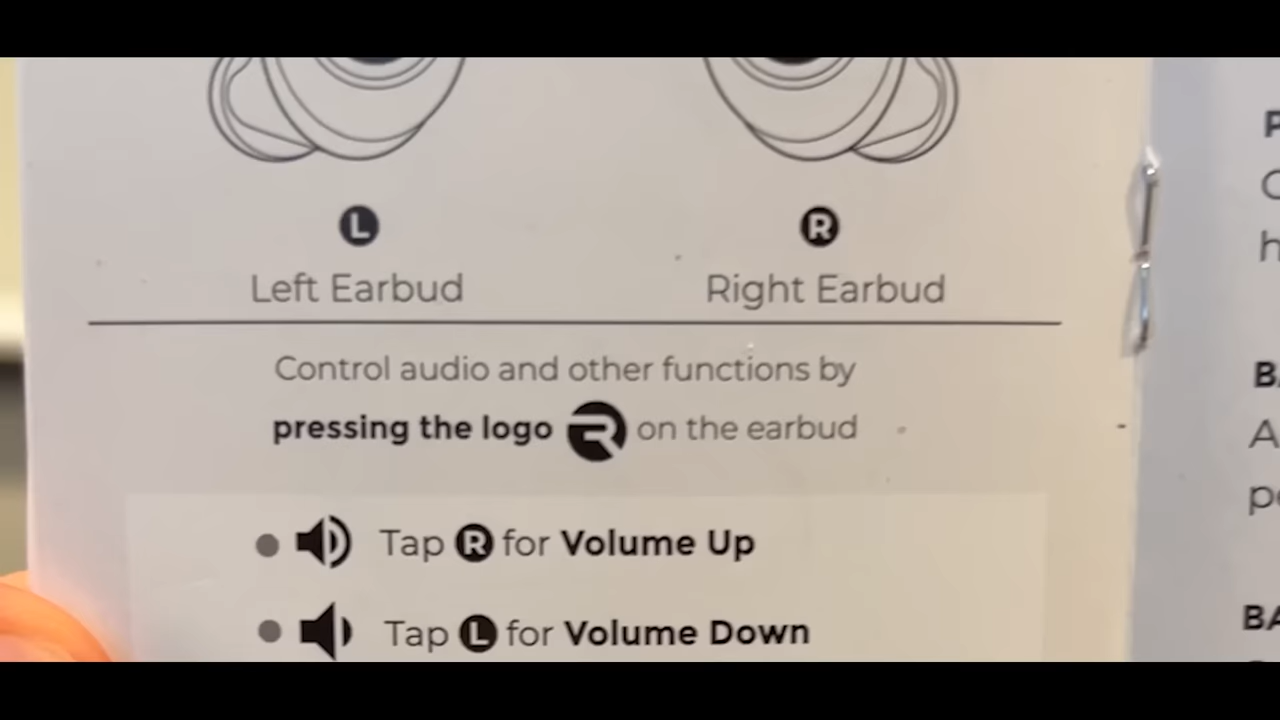 L
R
Left Earbud
Right Earbud
Control audio and other functions by
pressing the logo on the earbud
Tap R for Volume Up
Tap L for Volume Down